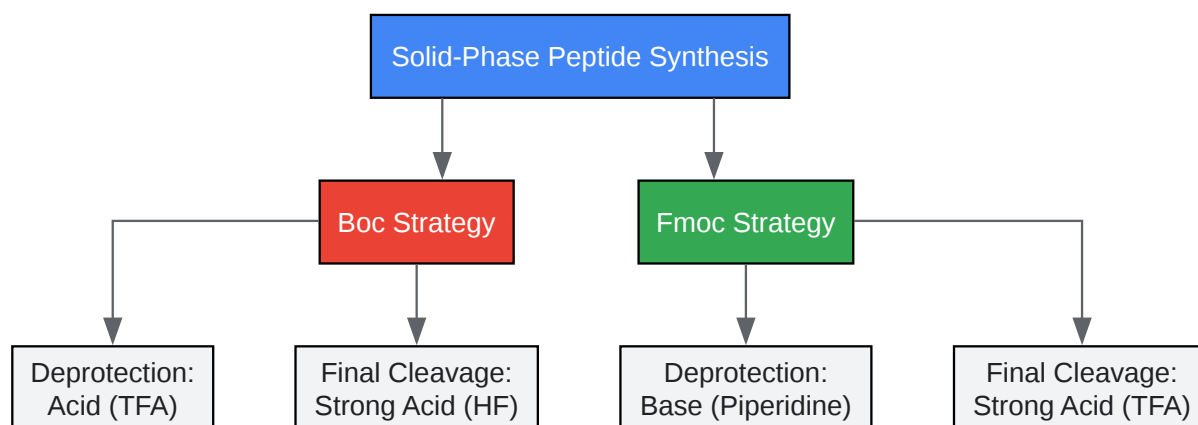 Solid-Phase Peptide Synthesis
Boc Strategy
Fmoc Strategy
Deprotection:
Acid (TFA)
Final Cleavage:
Strong Acid (HF)
Deprotection:
Base (Piperidine)
Final Cleavage:
Strong Acid (TFA)